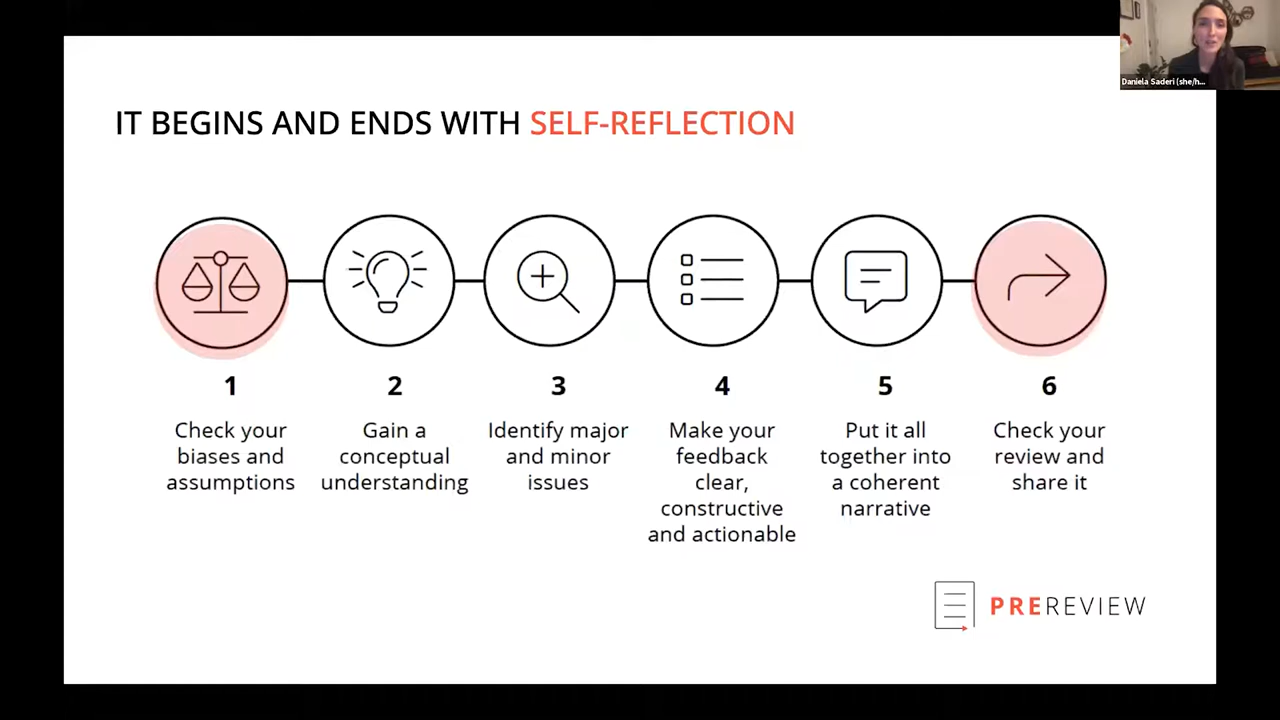 Daniela Saderi (she/h...
IT BEGINS AND ENDS WITH SELF-REFLECTION
1
Check your
biases and
assumptions
2
Gain a
conceptual
understanding
3
Identify major
and minor
issues
4
Make your
feedback
clear,
constructive
and actionable
5
Put it all
together into
a coherent
narrative
6
Check your
review and
share it
PREREVIEW